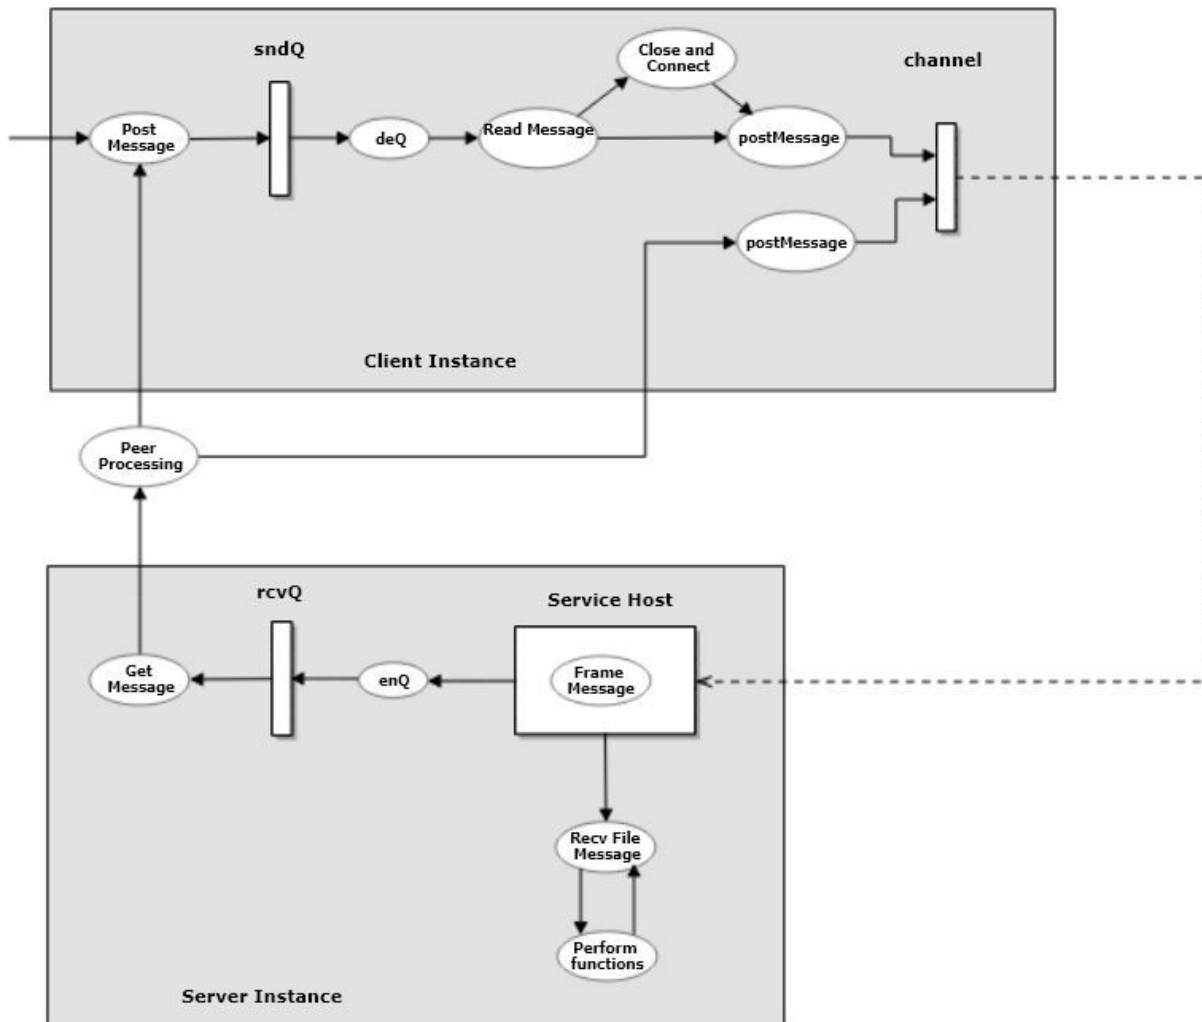 sndQ
Close and
Connect
channel
Post
Message
deQ
Read Message
postMessage
postMessage
Client Instance
Peer
Processing
rcvQ
Service Host
Get
Message
enQ
Frame
Message
Recv File
Message
Perform
functions
Server Instance